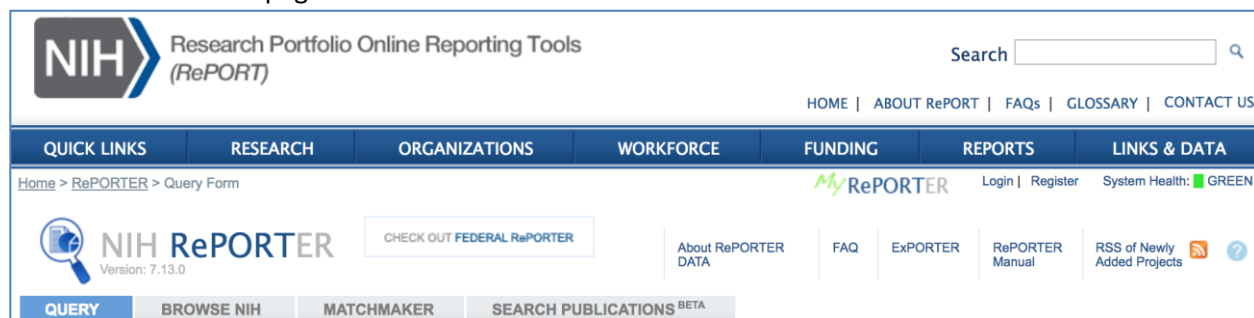 NIH Research Portfolio Online Reporting Tools
(RePORT)
Search
HOME | ABOUT RePORT | FAQs | GLOSSARY | CONTACT US
QUICK LINKS RESEARCH ORGANIZATIONS WORKFORCE FUNDING REPORTS LINKS & DATA
Home > RePORTER > Query Form My RePORTER Login | Register System Health: GREEN
NIH RePORTER
Version: 7.13.0
CHECK OUT FEDERAL RePORTER
About RePORTER
DATA
FAQ
ExPORTER
RePORTER
Manual
RSS of Newly
Added Projects
?
QUERY BROWSE NIH MATCHMAKER SEARCH PUBLICATIONS BETA